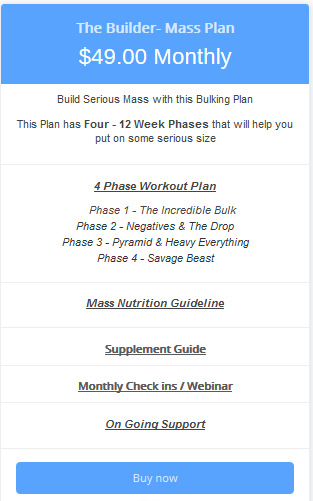 The Builder- Mass Plan
$49.00 Monthly
Build Serious Mass with this Bulking Plan
This Plan has Four - 12 Week Phases that will help you
put on some serious size
4 Phase Workout Plan
Phase 1 - The Incredible Bulk
Phase 2 - Negatives & The Drop
Phase 3 - Pyramid & Heavy Everything
Phase 4 - Savage Beast
Mass Nutrition Guideline
Supplement Guide
Monthly Check ins / Webinar
On Going Support
Buy now